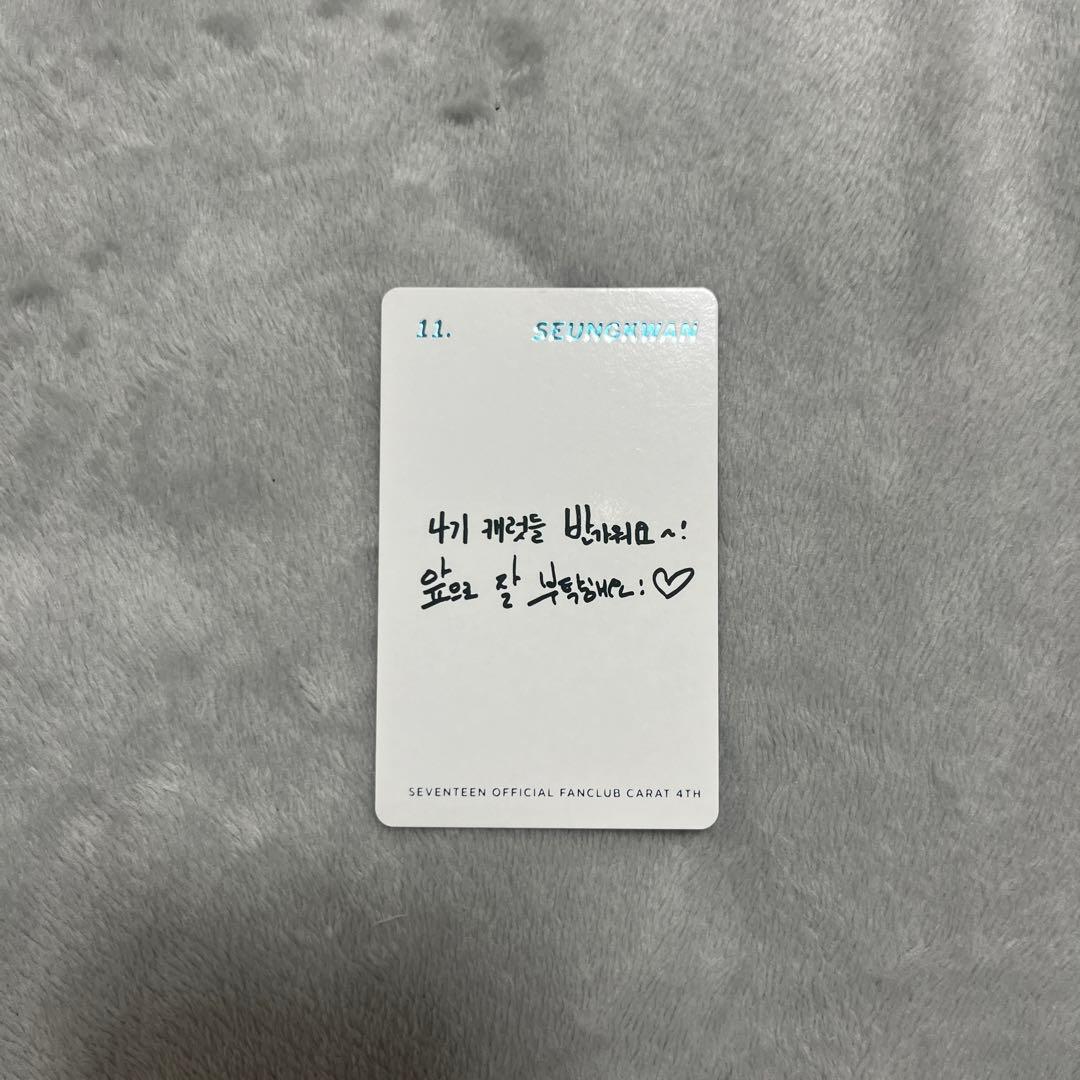 11. SEUNGKWAN
4기 캐럿들 반가워요~!
앞으로 잘 부탁해요!♡
SEVENTEEN OFFICIAL FANCLUB CARAT 4TH